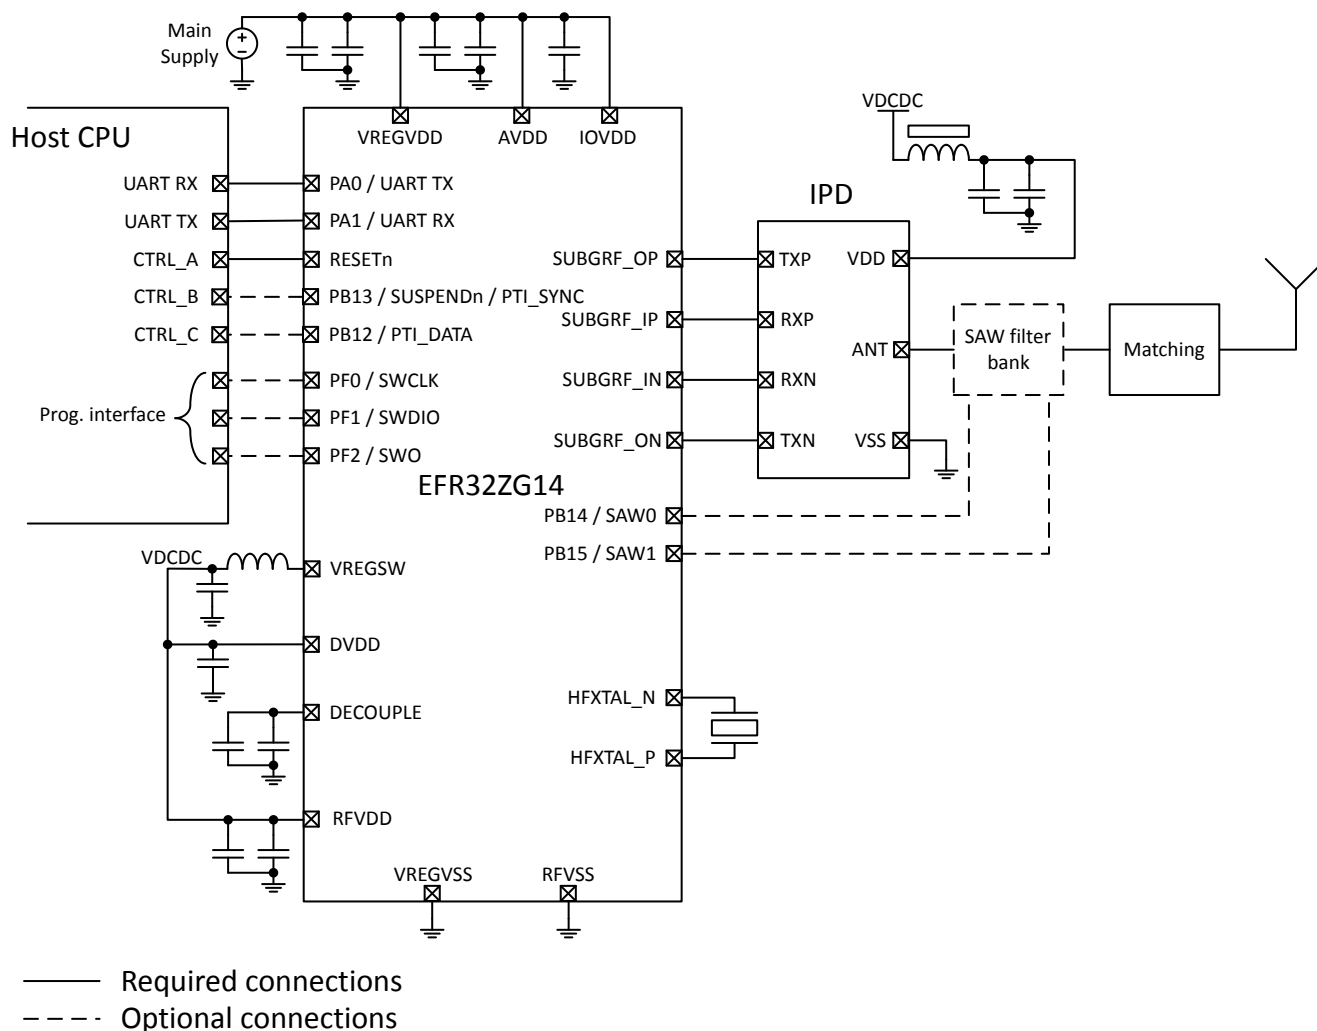 Main
Supply
VDCDC
Host CPU
VREGVDD
AVDD
IOVDD
UART RX
PA0 / UART TX
IPD
UART TX
PA1 / UART RX
CTRL_A
RESETn
SUBGRF_OP
TXP
VDD
CTRL_B
PB13 / SUSPENDn / PTI_SYNC
SUBGRF_IP
RXP
CTRL_C
PB12 / PTI_DATA
ANT
SAW filter
bank
Matching
PF0 / SWCLK
SUBGRF_IN
RXN
Prog. interface
PF1 / SWDIO
SUBGRF_ON
TXN
VSS
PF2 / SWO
EFR32ZG14
PB14 / SAW0
PB15 / SAW1
VDCDC
VREGSW
DVDD
HFXTAL_N
DECOUPLE
HFXTAL_P
RFVDD
VREGVSS
RFVSS
Required connections
Optional connections